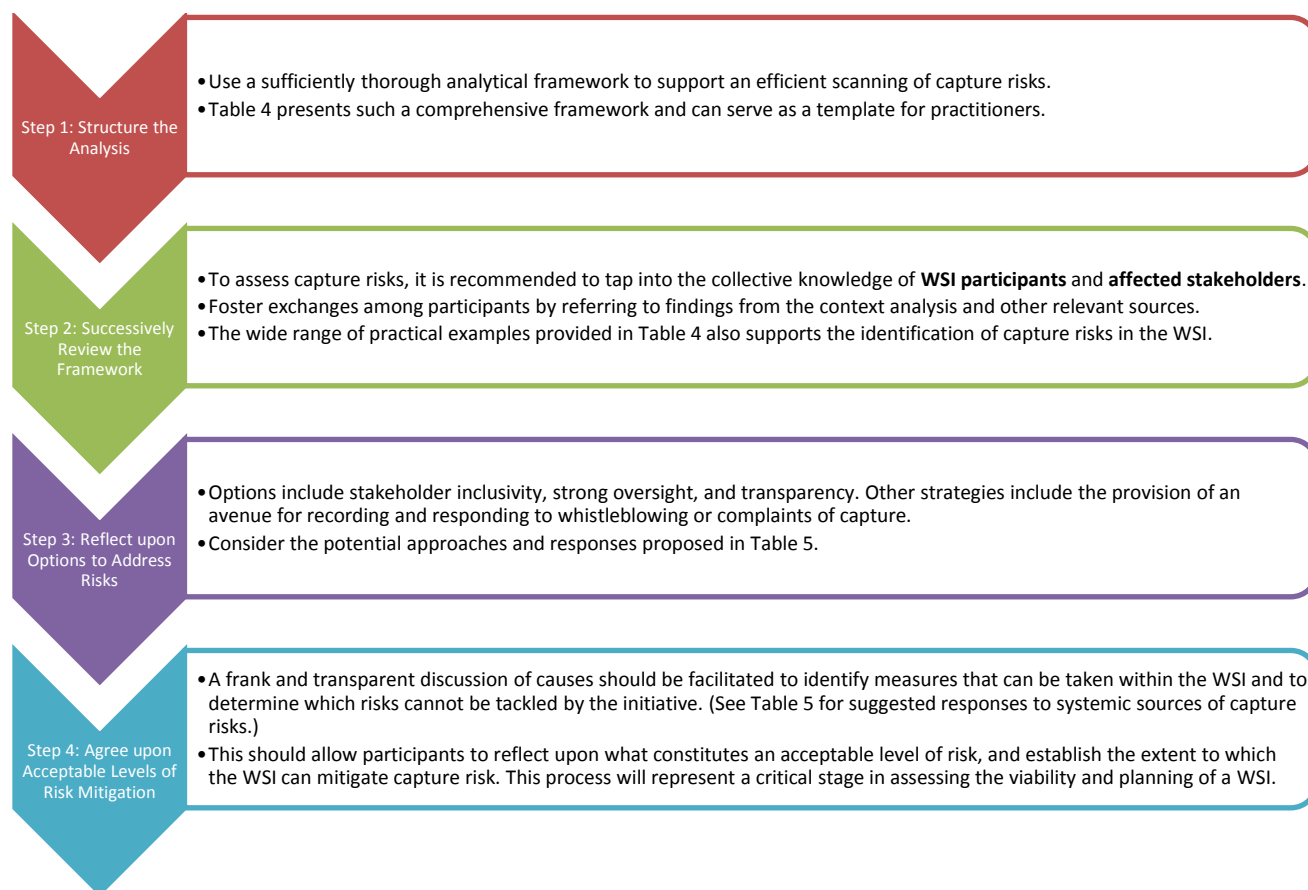 Step 1: Structure the
Analysis
•Use a sufficiently thorough analytical framework to support an efficient scanning of capture risks.
•Table 4 presents such a comprehensive framework and can serve as a template for practitioners.
Step 2: Successively
Review the
Framework
•To assess capture risks, it is recommended to tap into the collective knowledge of WSI participants and affected stakeholders.
•Foster exchanges among participants by referring to findings from the context analysis and other relevant sources.
•The wide range of practical examples provided in Table 4 also supports the identification of capture risks in the WSI.
Step 3: Reflect upon
Options to Address
Risks
•Options include stakeholder inclusivity, strong oversight, and transparency. Other strategies include the provision of an
avenue for recording and responding to whistleblowing or complaints of capture.
•Consider the potential approaches and responses proposed in Table 5.
Step 4: Agree upon
Acceptable Levels of
Risk Mitigation
•A frank and transparent discussion of causes should be facilitated to identify measures that can be taken within the WSI and to
determine which risks cannot be tackled by the initiative. (See Table 5 for suggested responses to systemic sources of capture
risks.)
•This should allow participants to reflect upon what constitutes an acceptable level of risk, and establish the extent to which
the WSI can mitigate capture risk. This process will represent a critical stage in assessing the viability and planning of a WSI.